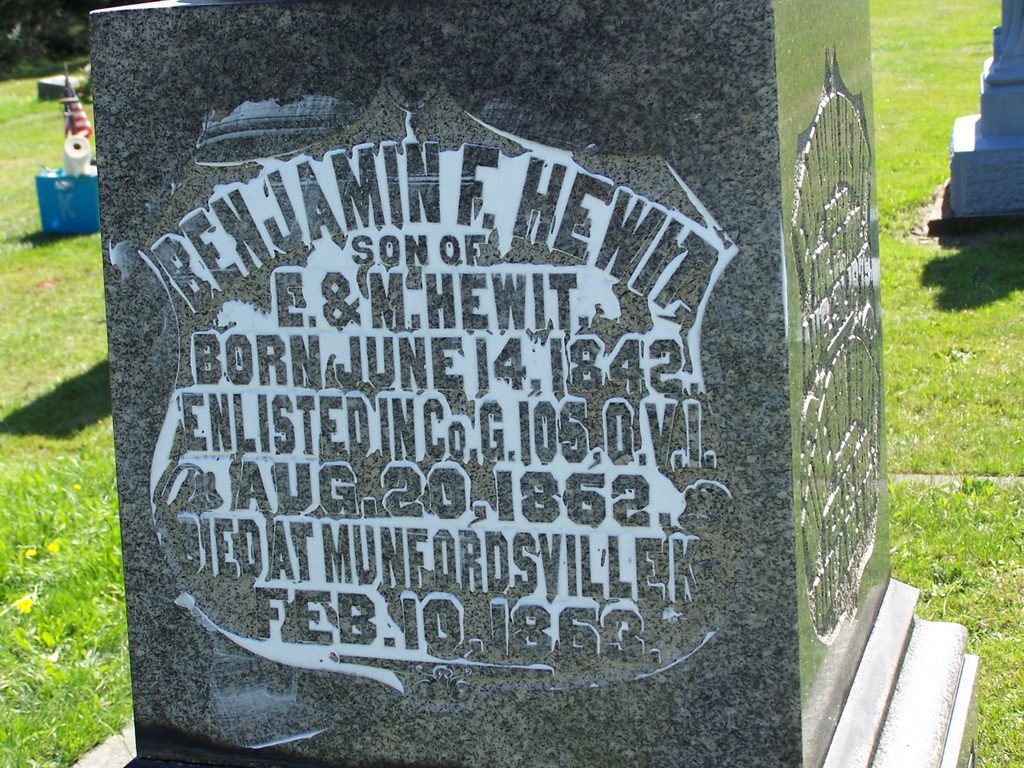 BENJAMIN F. HEWIT.
SON OF
E. & M. HEWIT.
BORN JUNE 14, 1842.
ENLISTED IN Co. G. 105. O. V. I.
AUG. 20, 1862.
DIED AT MUNFORDSVILLE, K
FEB. 10, 1863.